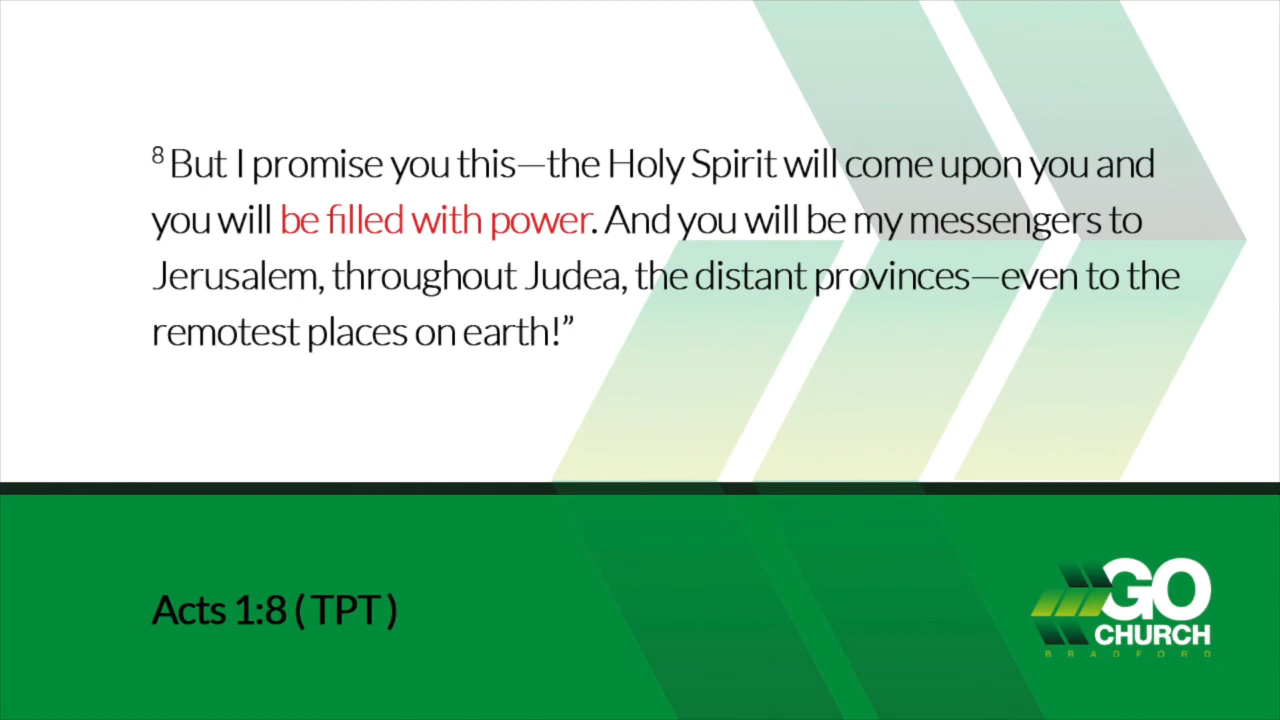 8 But I promise you this—the Holy Spirit will come upon you and
you will be filled with power. And you will be my messengers to
Jerusalem, throughout Judea, the distant provinces—even to the
remotest places on earth!”
Acts 1:8 ( TPT )
GO
CHURCH
BRADFORD